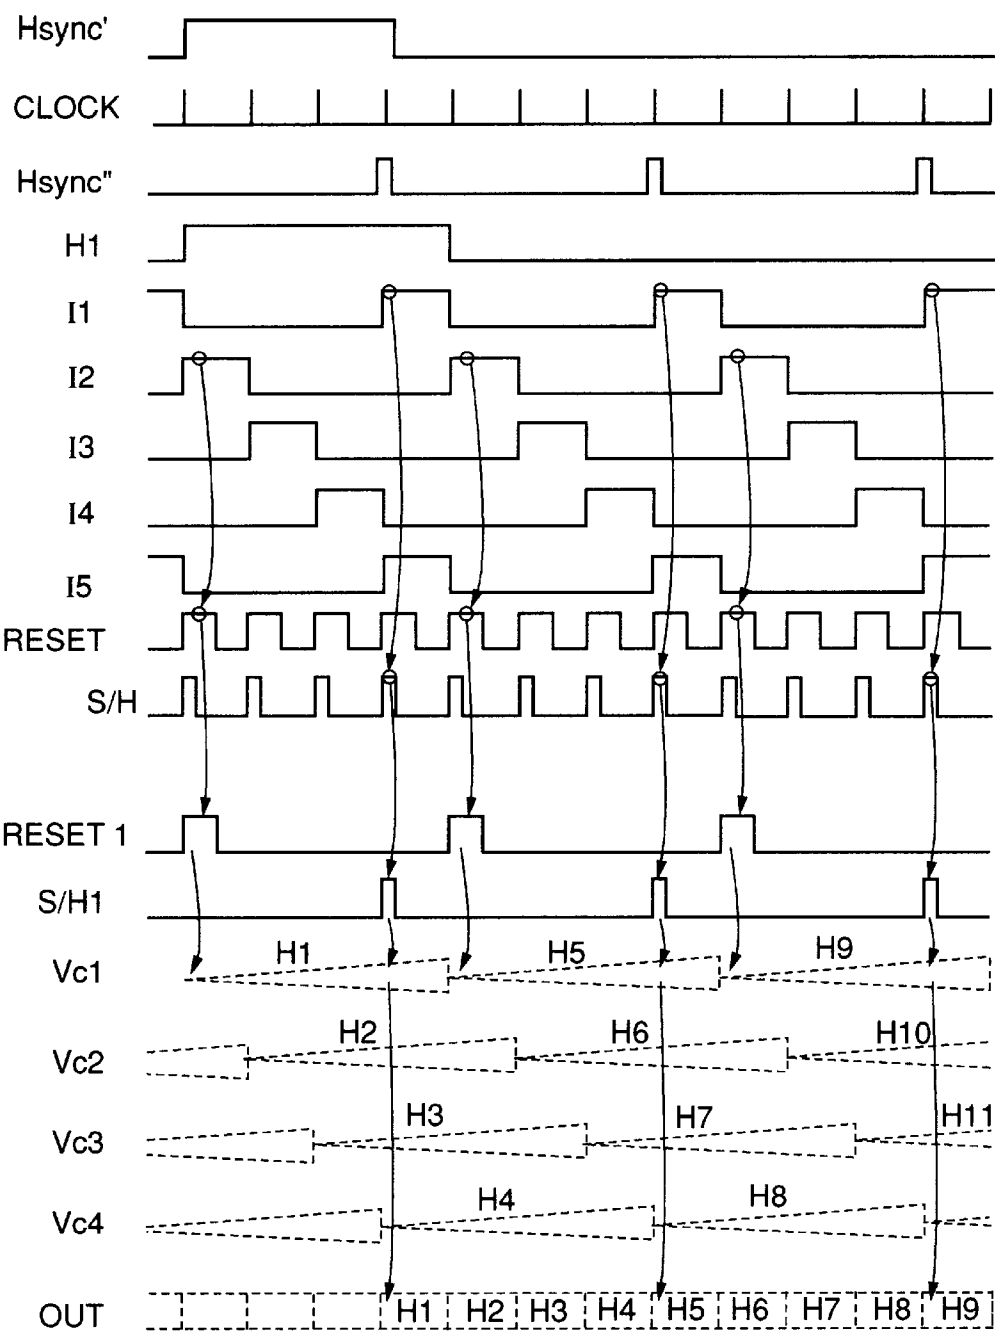 Hsync'
CLOCK
Hsync"
H1
I1
I2
I3
I4
I5
RESET
S/H
RESET 1
S/H1
Vc1 H1 H5 H9
Vc2 H2 H6 H10
Vc3 H3 H7 H11
Vc4 H4 H8
OUT H1 H2 H3 H4 H5 H6 H7 H8 H9